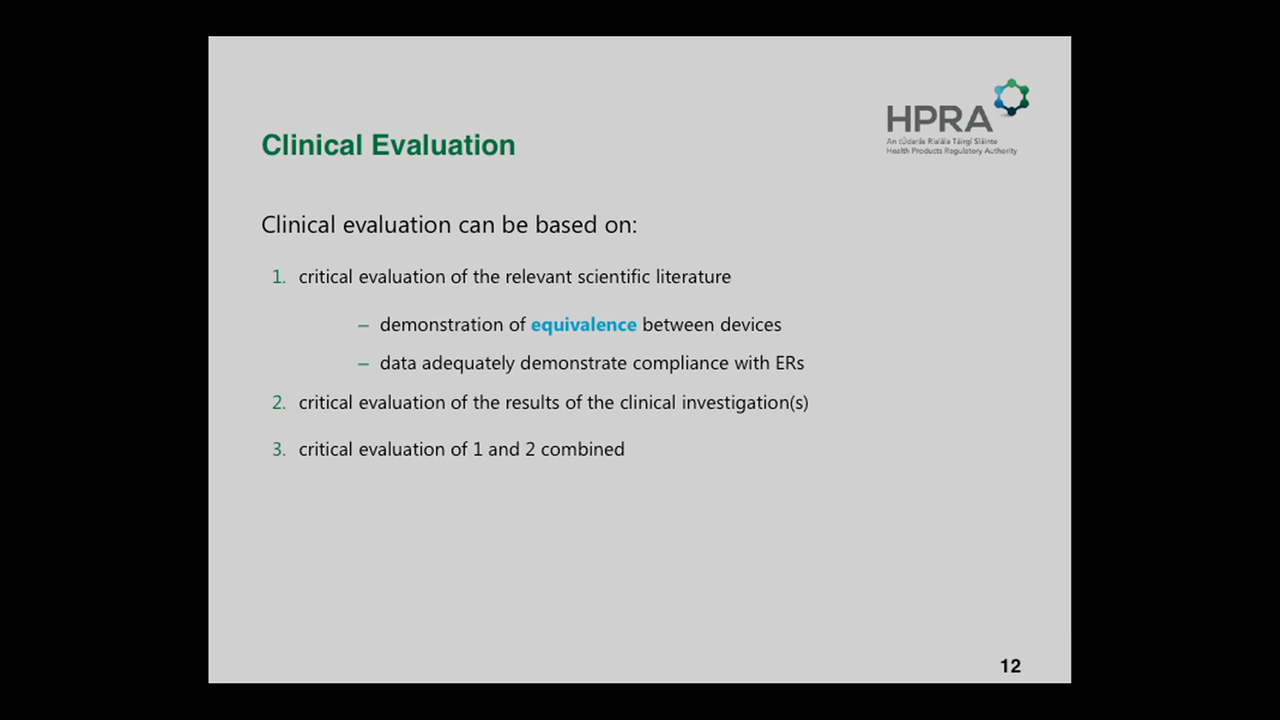 HPRA
An tÚdarás Rialála Táirgí Sláinte
Health Products Regulatory Authority
Clinical Evaluation
Clinical evaluation can be based on:
1. critical evaluation of the relevant scientific literature
– demonstration of equivalence between devices
– data adequately demonstrate compliance with ERs
2. critical evaluation of the results of the clinical investigation(s)
3. critical evaluation of 1 and 2 combined
12